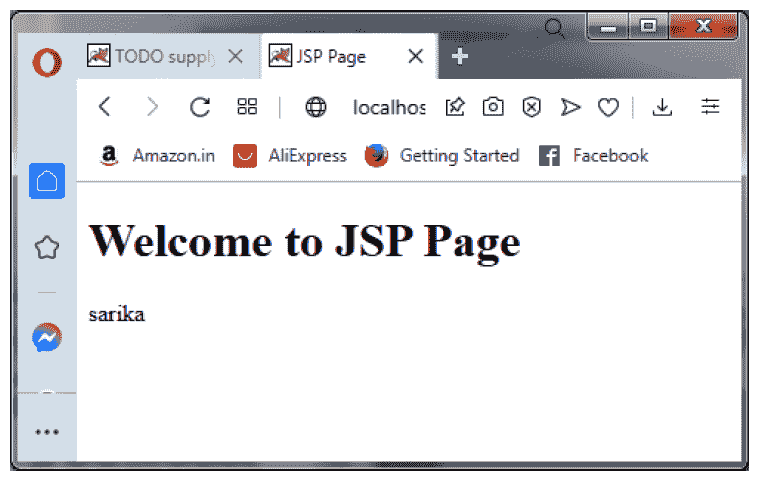 TODO supply JSP Page
localhos
Amazon.in AliExpress Getting Started Facebook
Welcome to JSP Page
sarika